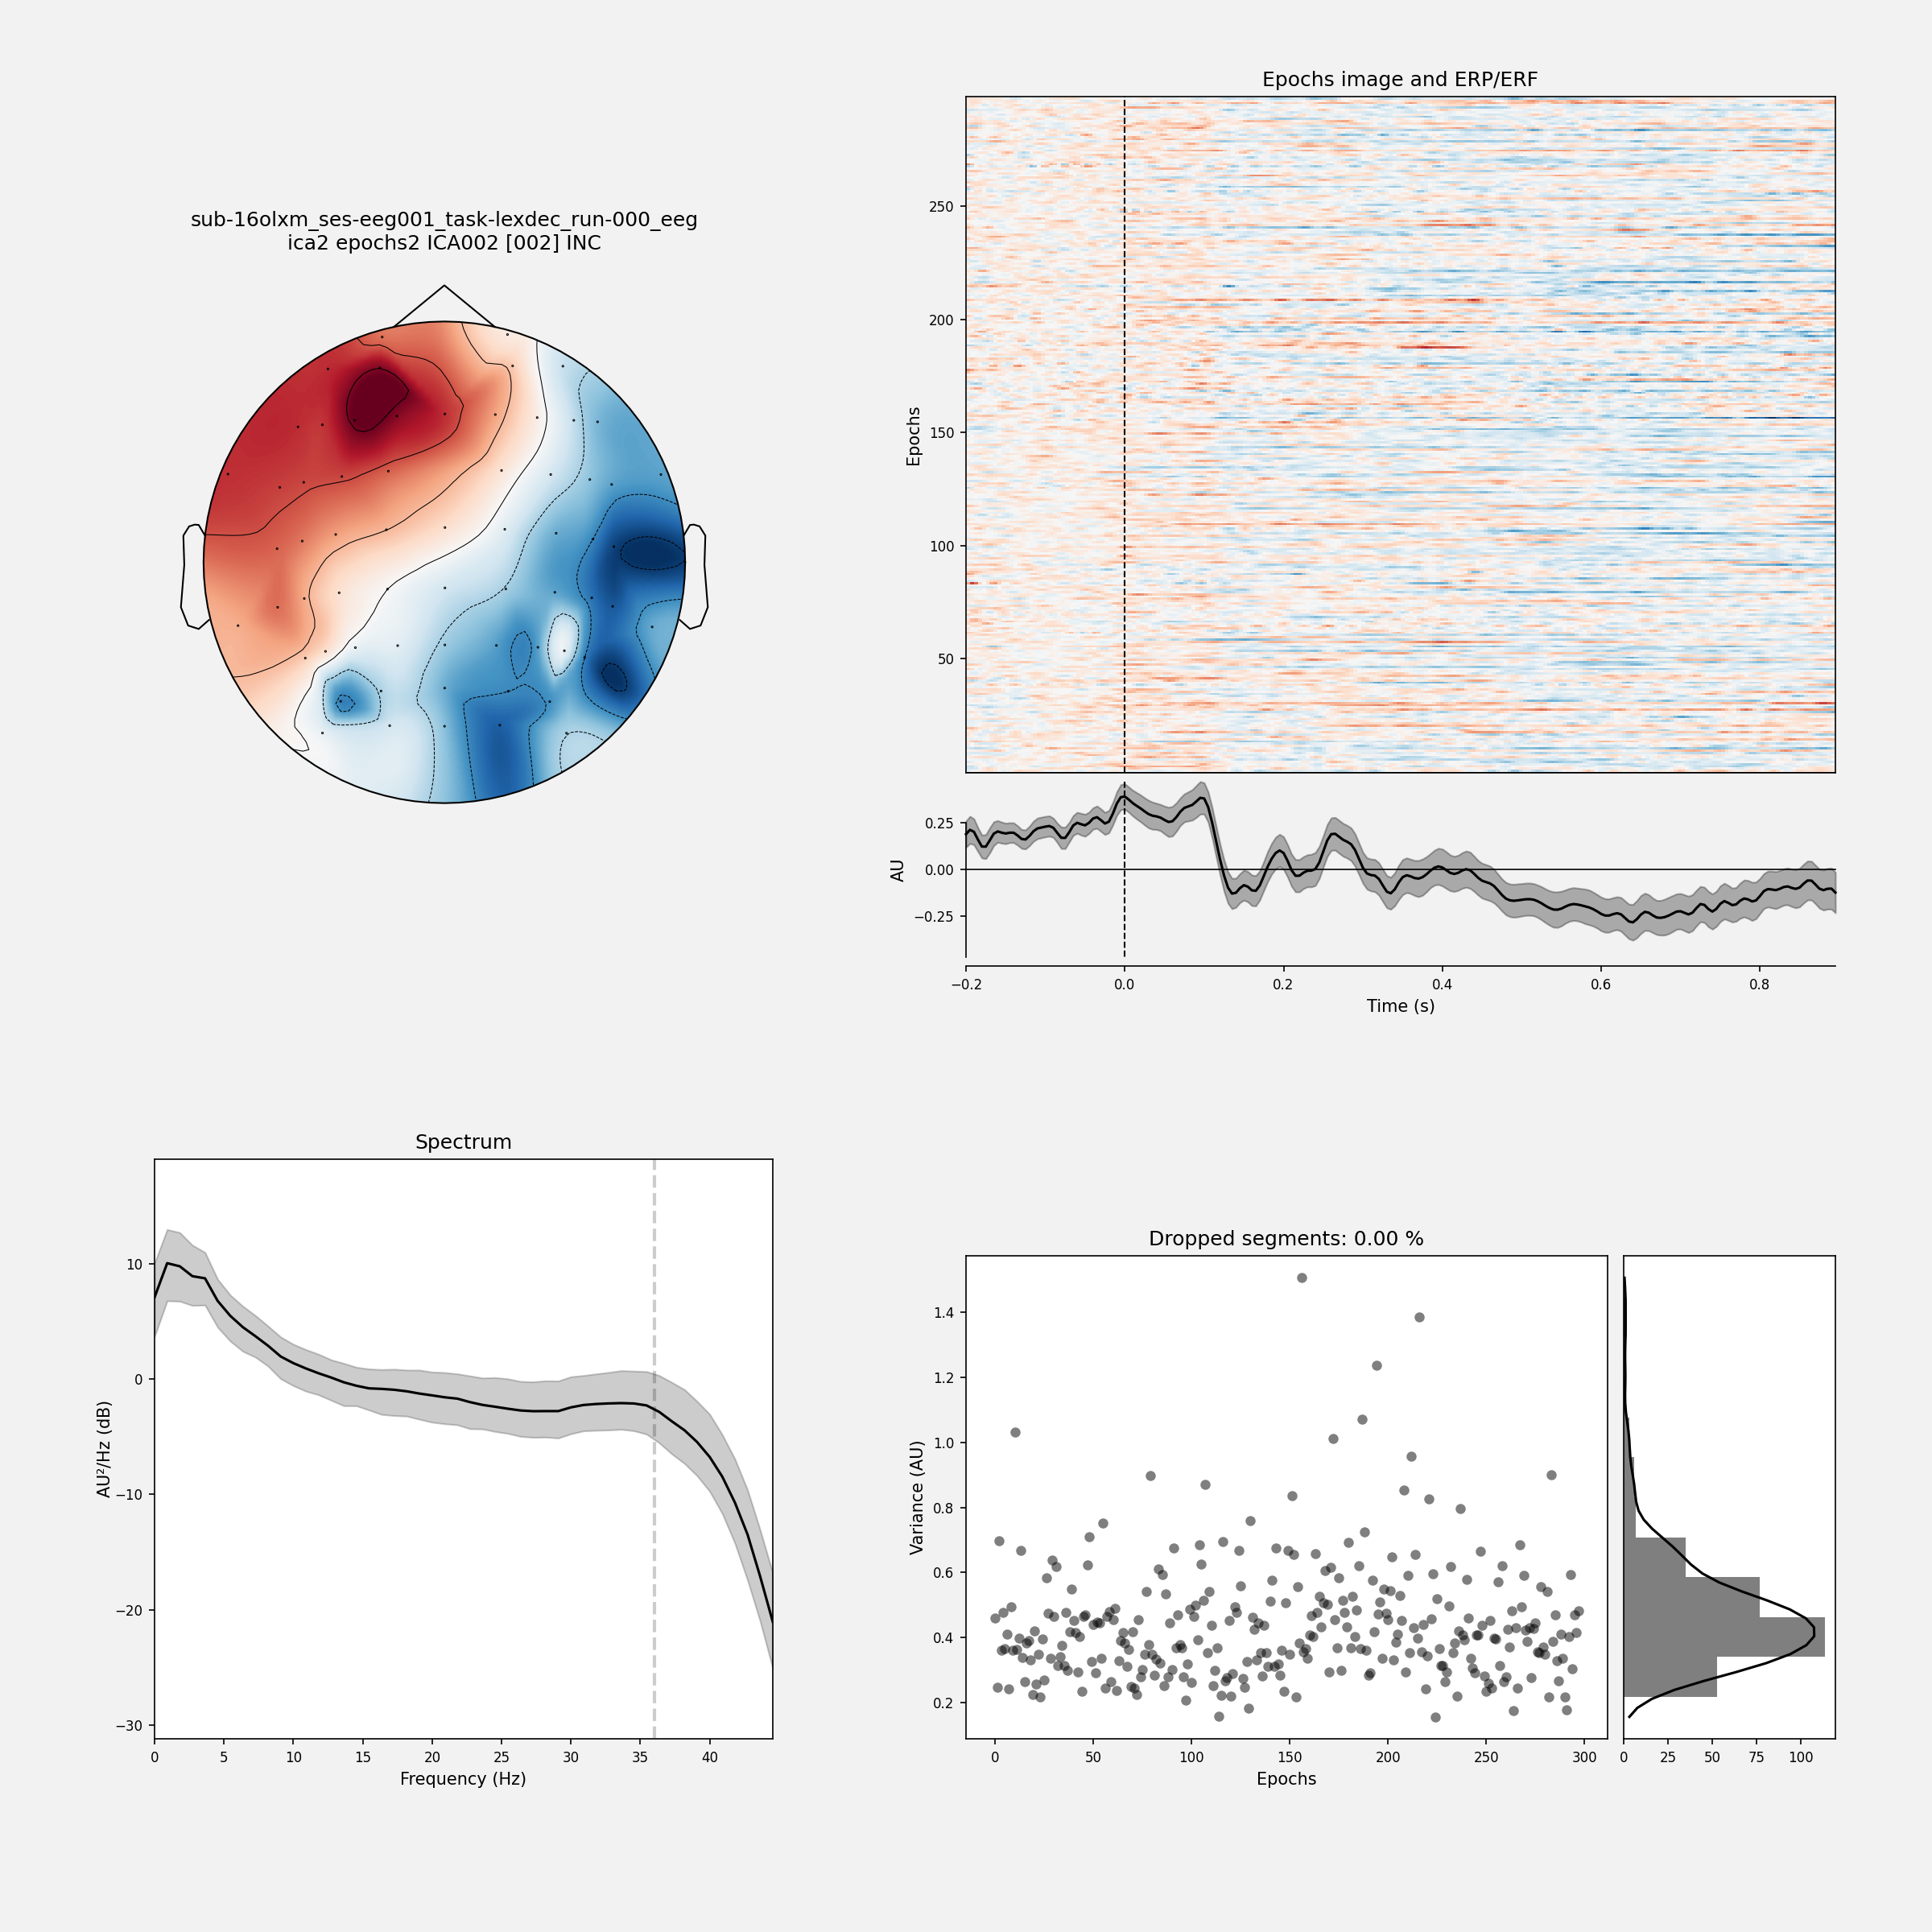 sub-16olxm_ses-eeg001_task-lexdec_run-000_eeg
ica2 epochs2 ICA002 [002] INC
Epochs image and ERP/ERF
Epochs
250
200
150
100
50
AU
0.25
0.00
−0.25
−0.2 0.0 0.2 0.4 0.6 0.8
Time (s)
Spectrum
AU²/Hz (dB)
10
0
−10
−20
−30
0 5 10 15 20 25 30 35 40
Frequency (Hz)
Dropped segments: 0.00 %
Variance (AU)
1.4
1.2
1.0
0.8
0.6
0.4
0.2
0 50 100 150 200 250 300
Epochs
0 25 50 75 100